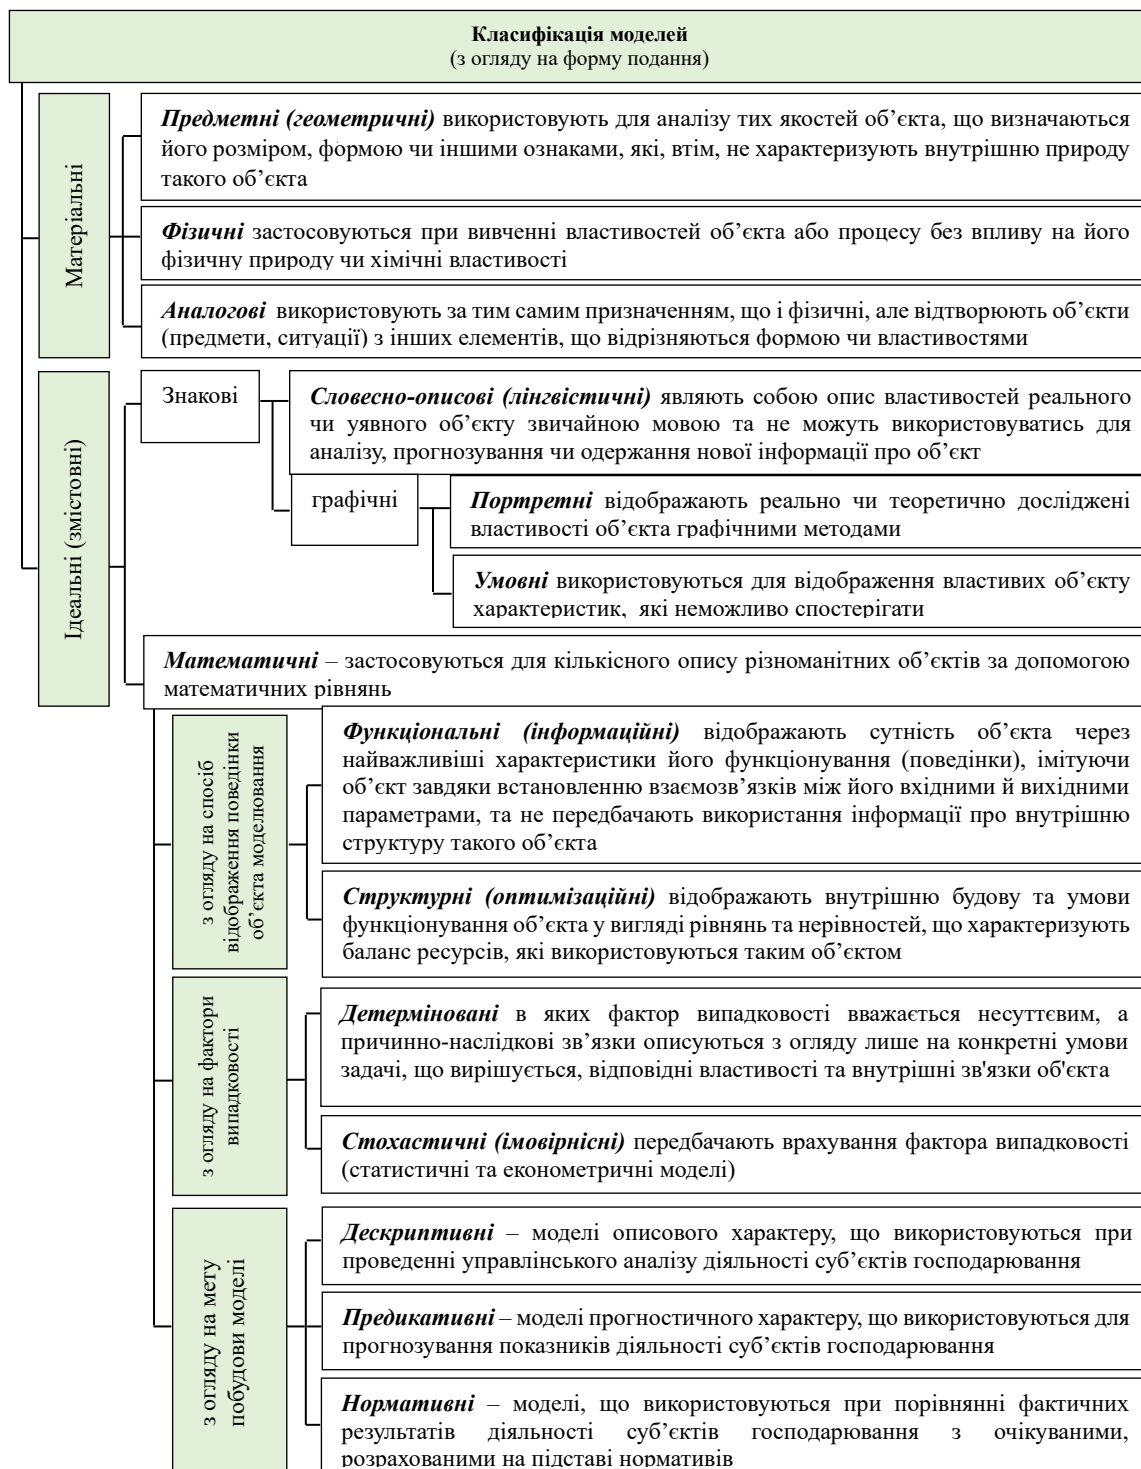 Класифікація моделей
(з огляду на форму подання)
Матеріальні
Предметні (геометричні) використовують для аналізу тих якостей об’єкта, що визначаються
його розміром, формою чи іншими ознаками, які, втім, не характеризують внутрішню природу
такого об’єкта
Фізичні застосовуються при вивченні властивостей об’єкта або процесу без впливу на його
фізичну природу чи хімічні властивості
Аналогові використовують за тим самим призначенням, що і фізичні, але відтворюють об’єкти
(предмети, ситуації) з інших елементів, що відрізняються формою чи властивостями
Ідеальні (змістовні)
Знакові
Словесно-описові (лінгвістичні) являють собою опис властивостей реального
чи уявного об’єкту звичайною мовою та не можуть використовуватись для
аналізу, прогнозування чи одержання нової інформації про об’єкт
графічні
Портретні відображають реально чи теоретично досліджені
властивості об’єкта графічними методами
Умовні використовуються для відображення властивих об’єкту
характеристик, які неможливо спостерігати
Математичні – застосовуються для кількісного опису різноманітних об’єктів за допомогою
математичних рівнянь
з огляду на спосіб
відображення поведінки
об’єкта моделювання
Функціональні (інформаційні) відображають сутність об’єкта через
найважливіші характеристики його функціонування (поведінки), імітуючи
об’єкт завдяки встановленню взаємозв’язків між його вхідними й вихідними
параметрами, та не передбачають використання інформації про внутрішню
структуру такого об’єкта
Структурні (оптимізаційні) відображають внутрішню будову та умови
функціонування об’єкта у вигляді рівнянь та нерівностей, що характеризують
баланс ресурсів, які використовуються таким об’єктом
з огляду на фактори
випадковості
Детерміновані в яких фактор випадковості вважається несуттєвим, а
причинно-наслідкові зв’язки описуються з огляду лише на конкретні умови
задачі, що вирішується, відповідні властивості та внутрішні зв'язки об'єкта
Стохастичні (імовірнісні) передбачають врахування фактора випадковості
(статистичні та економетричні моделі)
з огляду на мету
побудови моделі
Дескриптивні – моделі описового характеру, що використовуються при
проведенні управлінського аналізу діяльності суб’єктів господарювання
Предикативні – моделі прогностичного характеру, що використовуються для
прогнозування показників діяльності суб’єктів господарювання
Нормативні – моделі, що використовуються при порівнянні фактичних
результатів діяльності суб’єктів господарювання з очікуваними,
розрахованими на підставі нормативів